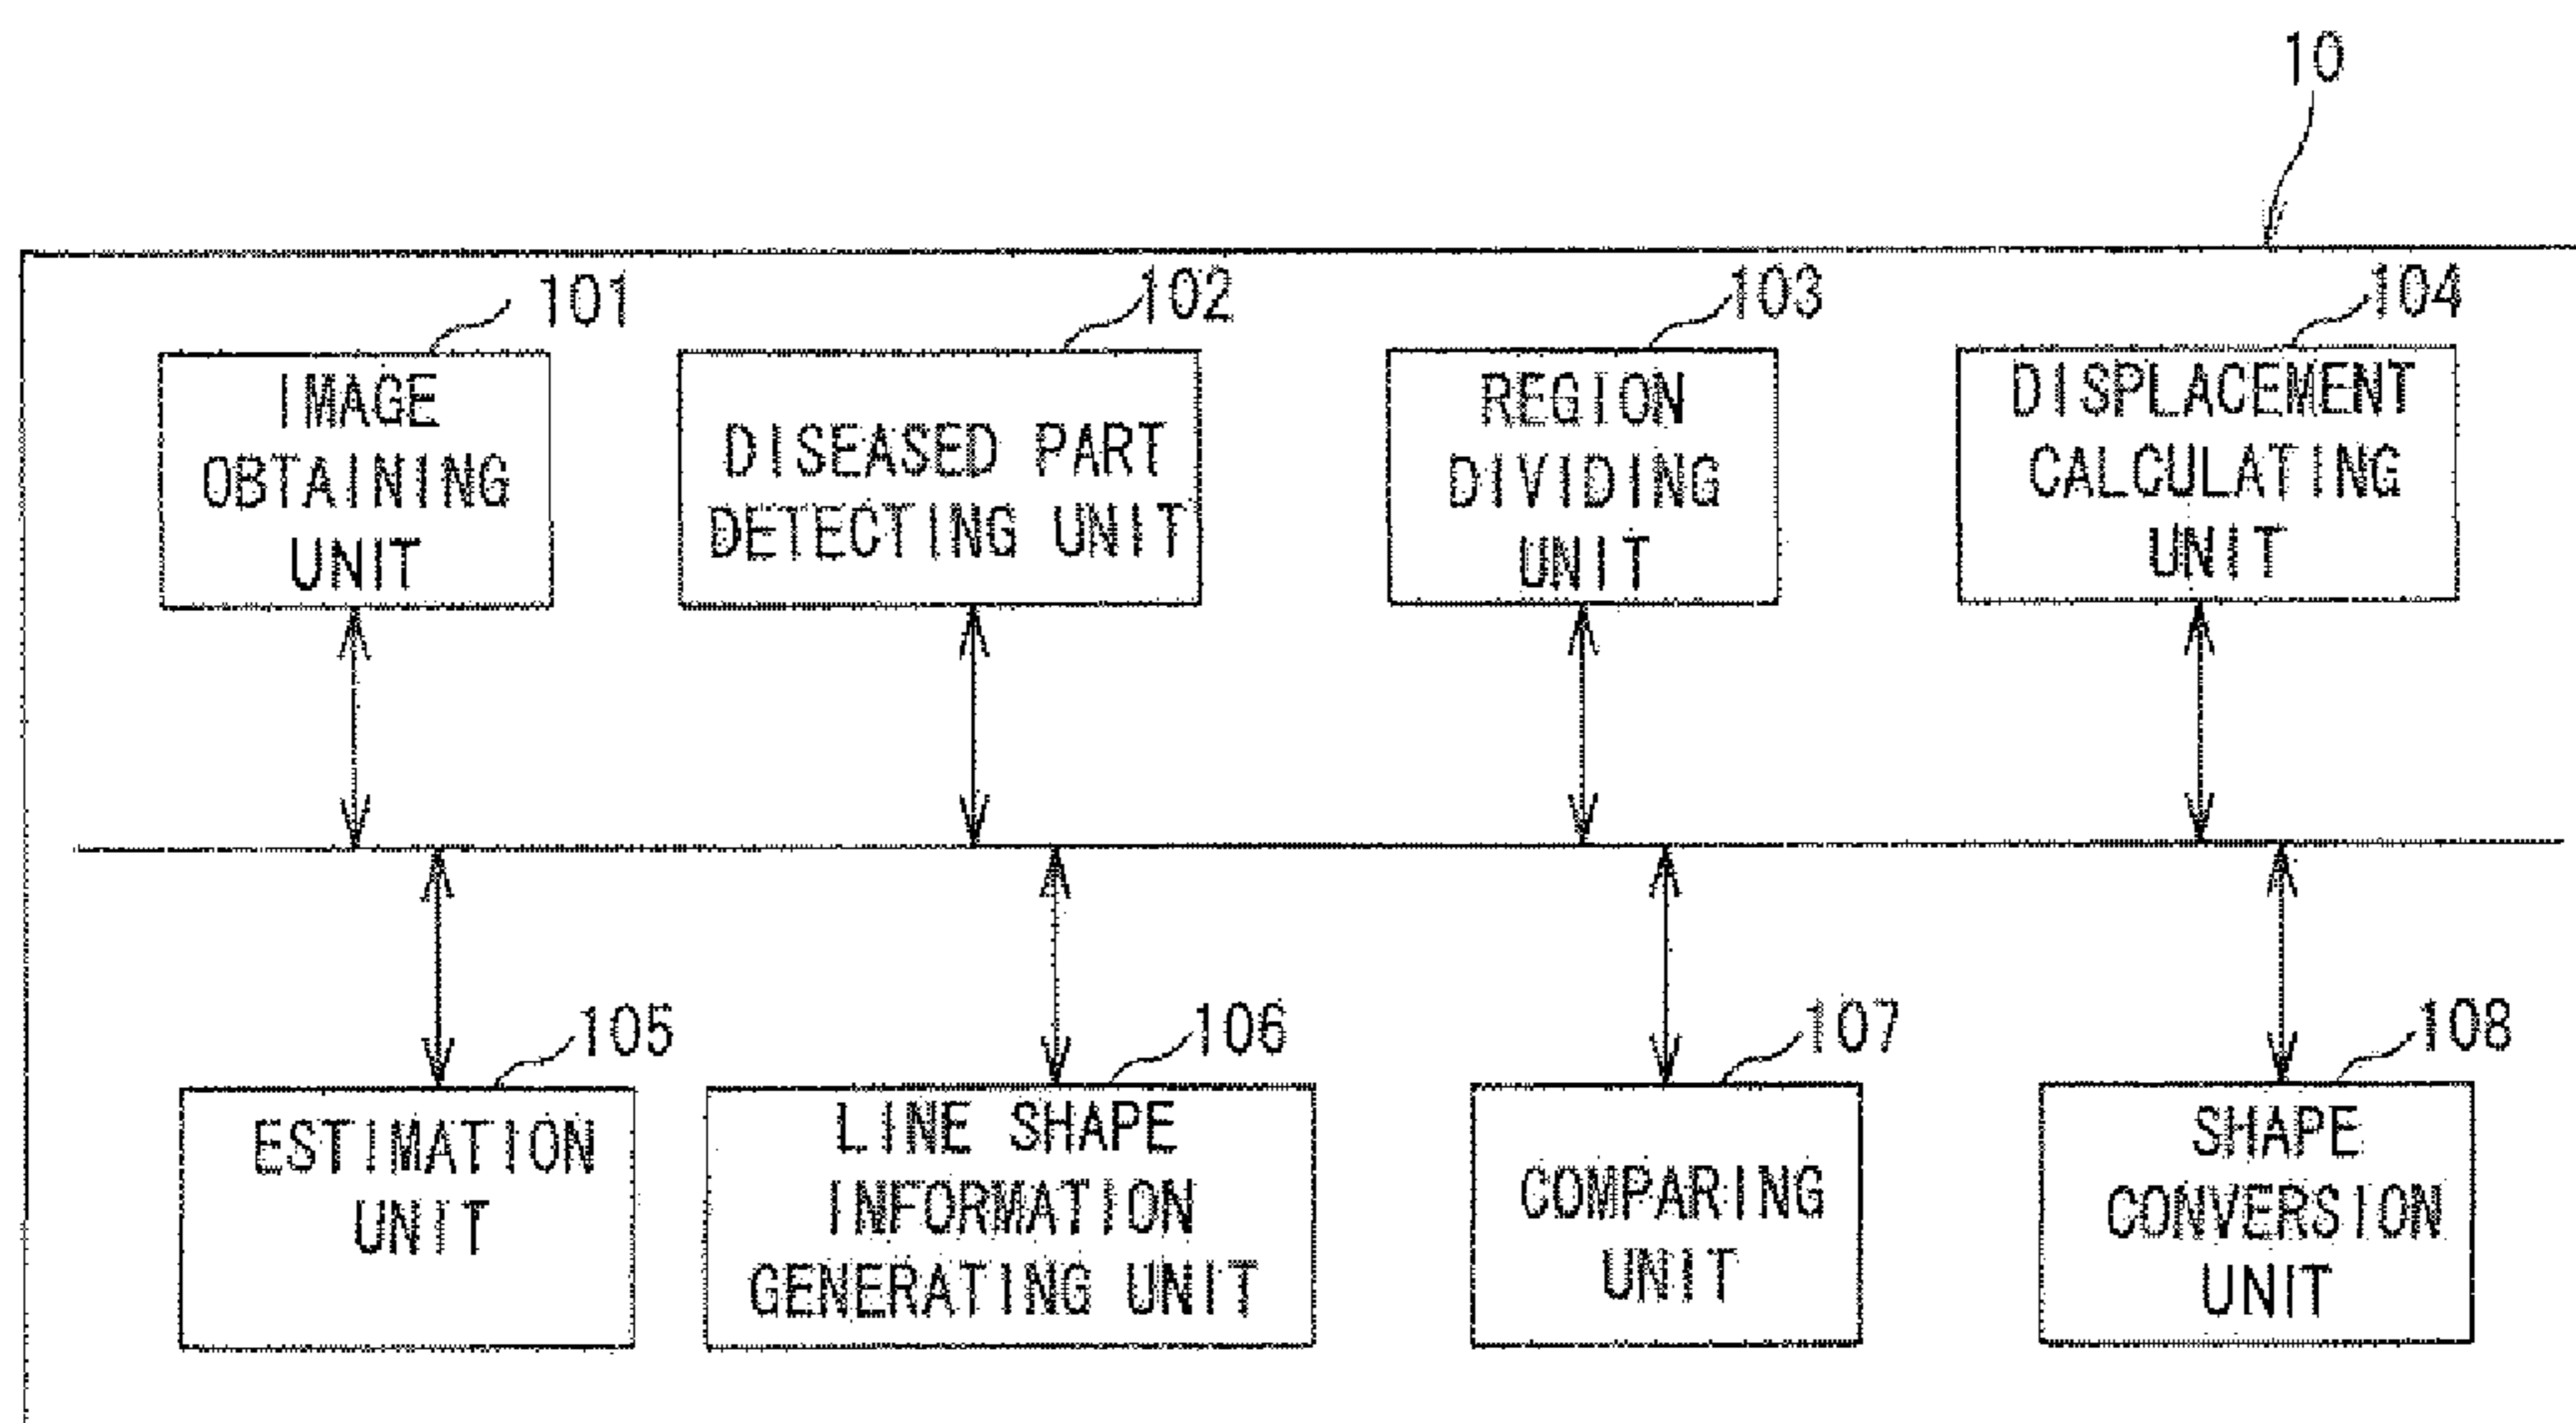 10
101
IMAGE
OBTAINING
UNIT
102
DISEASED PART
DETECTING UNIT
103
REGION
DIVIDING
UNIT
104
DISPLACEMENT
CALCULATING
UNIT
105
ESTIMATION
UNIT
106
LINE SHAPE
INFORMATION
GENERATING UNIT
107
COMPARING
UNIT
108
SHAPE
CONVERSION
UNIT